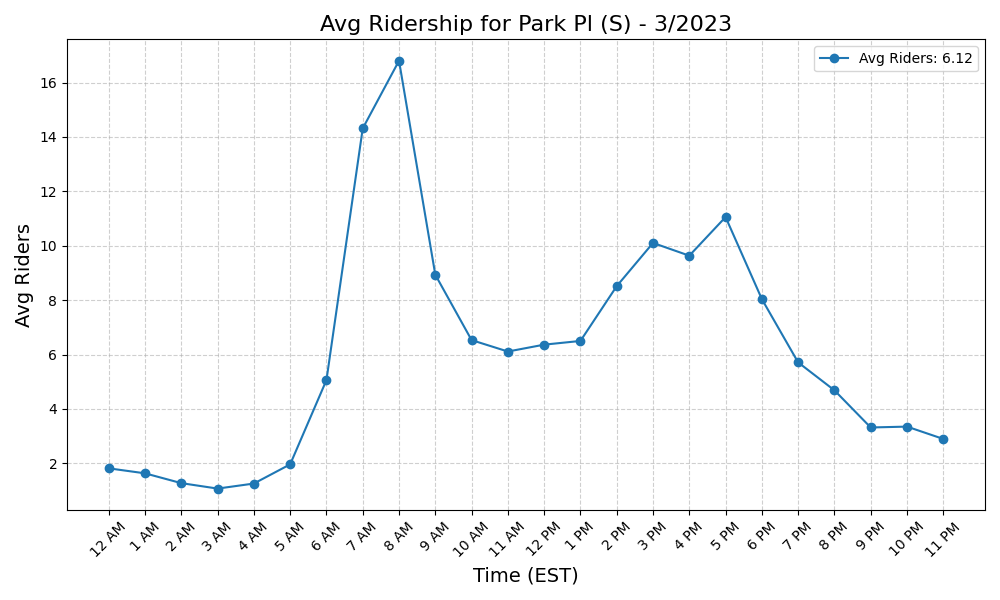 Avg Ridership for Park Pl (S) - 3/2023
Avg Riders: 6.12
Avg Riders
16
14
12
10
8
6
4
2
12 AM
1 AM
2 AM
3 AM
4 AM
5 AM
6 AM
7 AM
8 AM
9 AM
10 AM
11 AM
12 PM
1 PM
2 PM
3 PM
4 PM
5 PM
6 PM
7 PM
8 PM
9 PM
10 PM
11 PM
Time (EST)